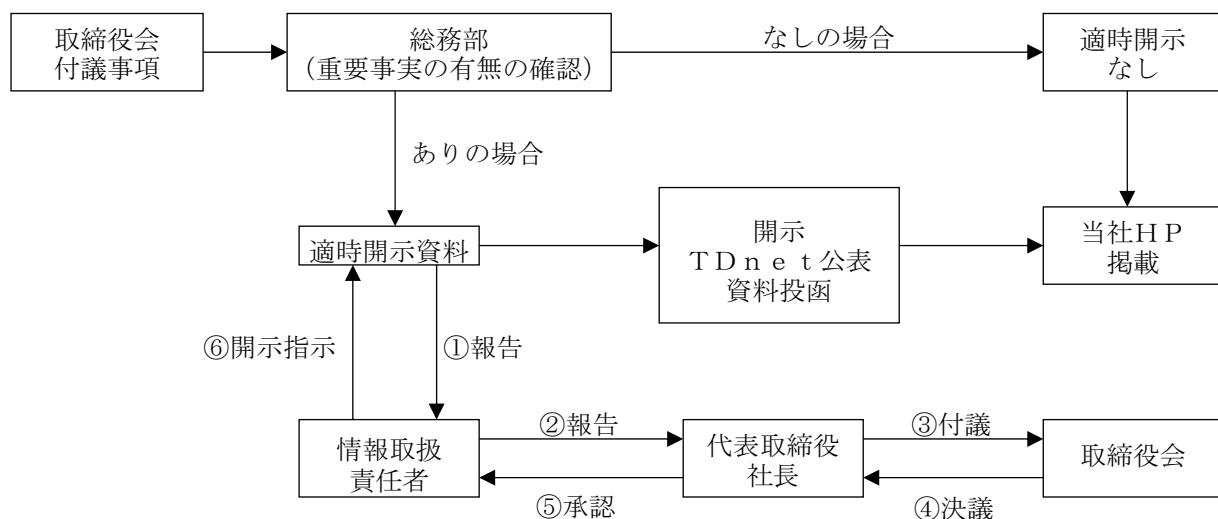 取締役会
付議事項
総務部
（重要事実の有無の確認）
なしの場合
適時開示
なし
ありの場合
適時開示資料
開示
ＴＤｎｅｔ公表
資料投函
当社ＨＰ
掲載
⑥開示指示
①報告
情報取扱
責任者
②報告
⑤承認
代表取締役
社長
③付議
④決議
取締役会